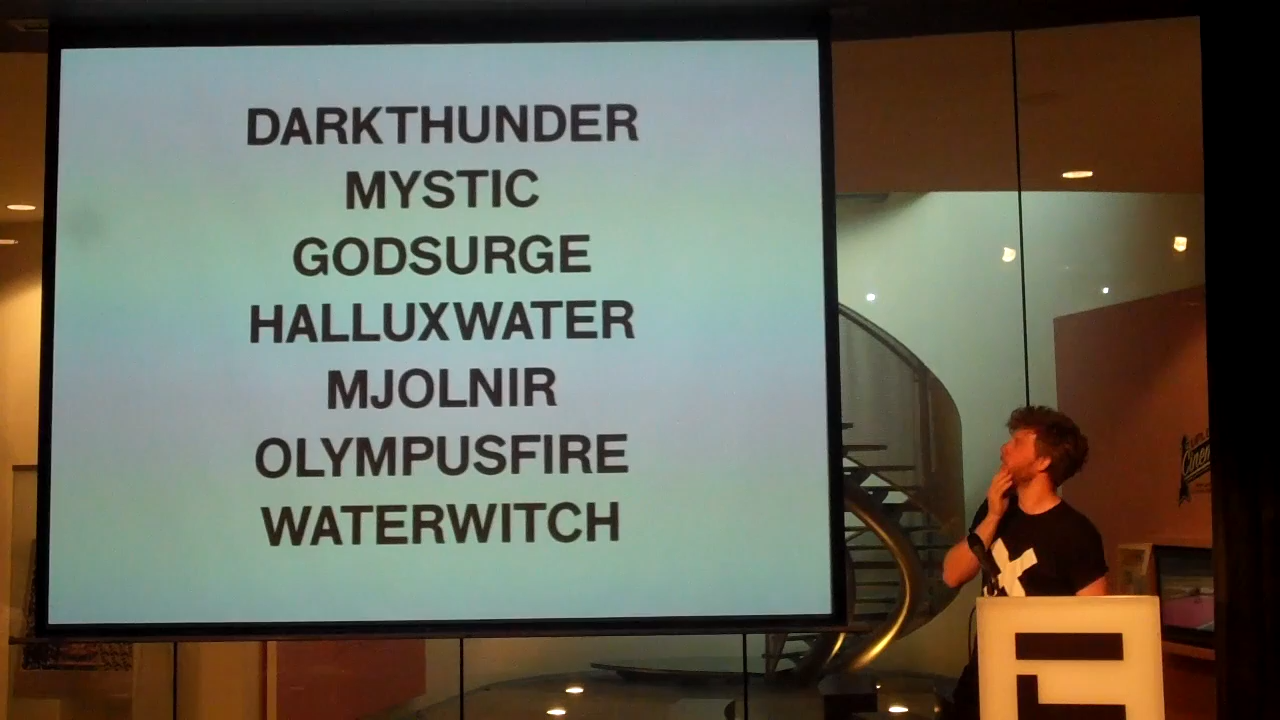 DARKTHUNDER
MYSTIC
GODSURGE
HALLUXWATER
MJOLNIR
OLYMPUSFIRE
WATERWITCH